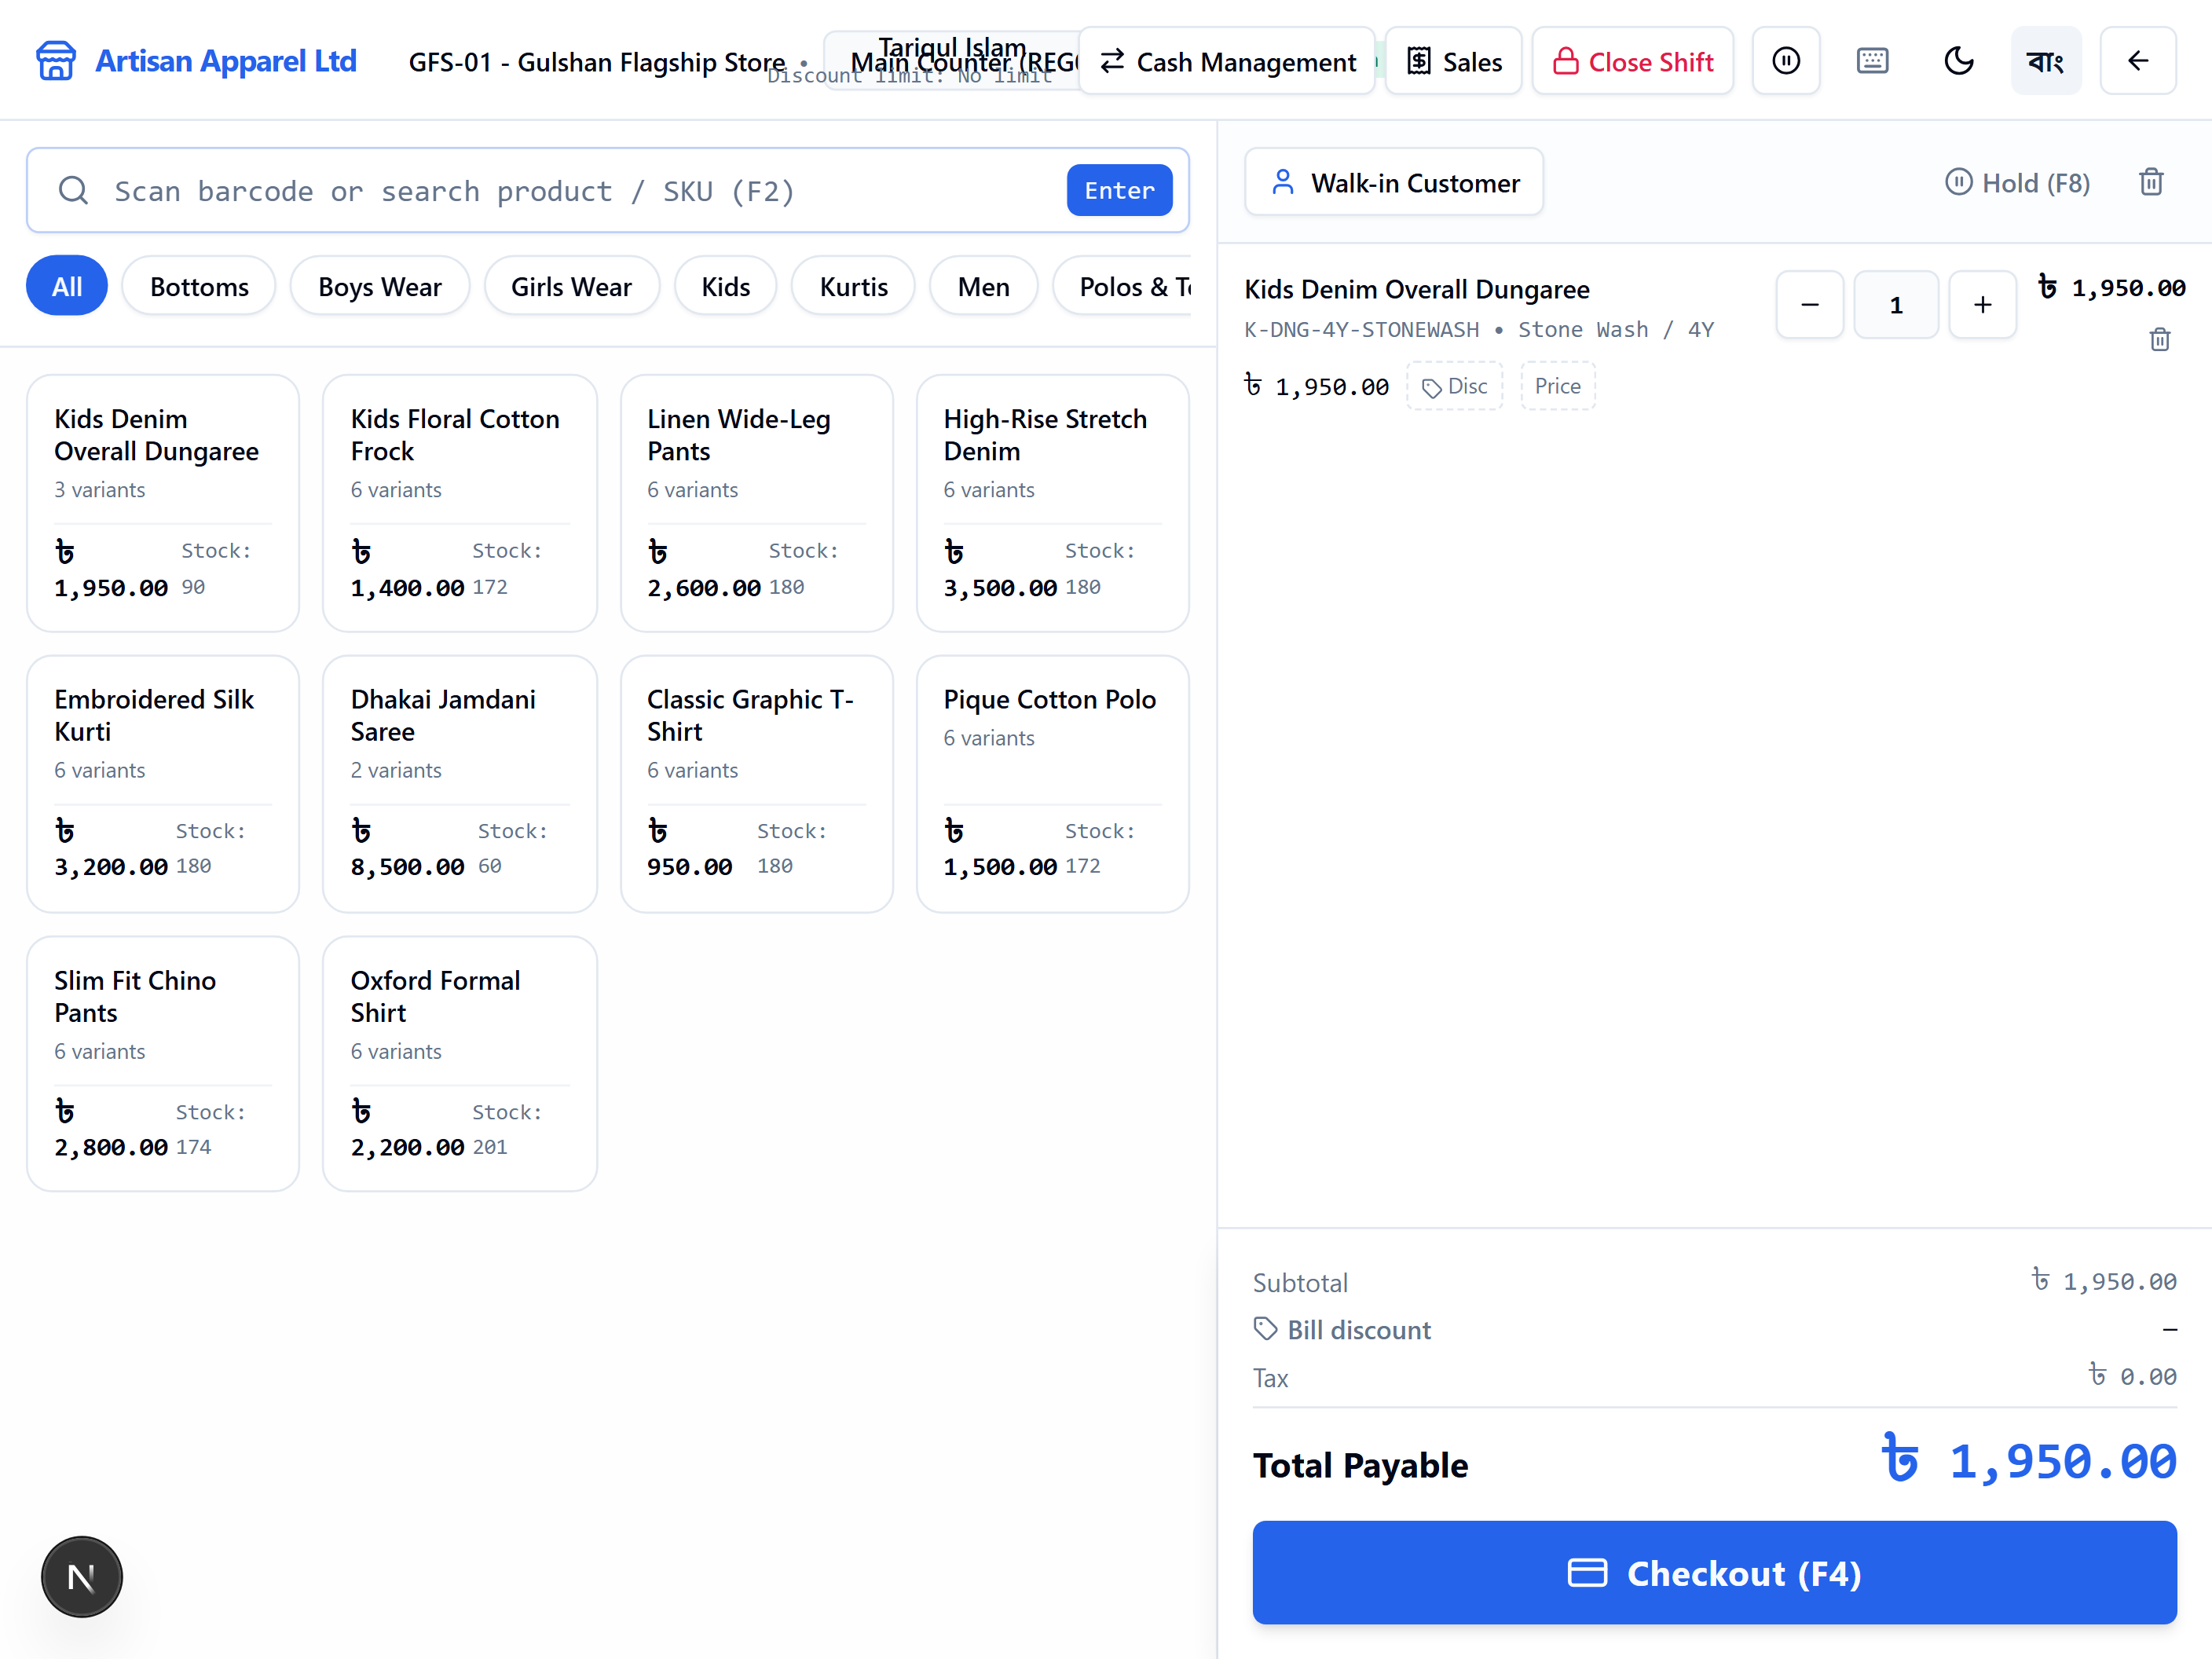 Artisan Apparel Ltd
GFS-01 - Gulshan Flagship Store •
Main Counter (REG
Tariqul Islam
Discount limit: No limit
Cash Management
Sales
Close Shift
বাং
Scan barcode or search product / SKU (F2)
Enter
All
Bottoms
Boys Wear
Girls Wear
Kids
Kurtis
Men
Polos & T
Kids Denim
Overall Dungaree
3 variants
৳
1,950.00
Stock:
90
Kids Floral Cotton
Frock
6 variants
৳
1,400.00
Stock:
172
Linen Wide-Leg
Pants
6 variants
৳
2,600.00
Stock:
180
High-Rise Stretch
Denim
6 variants
৳
3,500.00
Stock:
180
Embroidered Silk
Kurti
6 variants
৳
3,200.00
Stock:
180
Dhakai Jamdani
Saree
2 variants
৳
8,500.00
Stock:
60
Classic Graphic T-
Shirt
6 variants
৳
950.00
Stock:
180
Pique Cotton Polo
6 variants
৳
1,500.00
Stock:
172
Slim Fit Chino
Pants
6 variants
৳
2,800.00
Stock:
174
Oxford Formal
Shirt
6 variants
৳
2,200.00
Stock:
201
N
Walk-in Customer
Hold (F8)
Kids Denim Overall Dungaree
K-DNG-4Y-STONEWASH • Stone Wash / 4Y
৳ 1,950.00
Disc
Price
1
৳ 1,950.00
Subtotal
৳ 1,950.00
Bill discount
—
Tax
৳ 0.00
Total Payable
৳ 1,950.00
Checkout (F4)